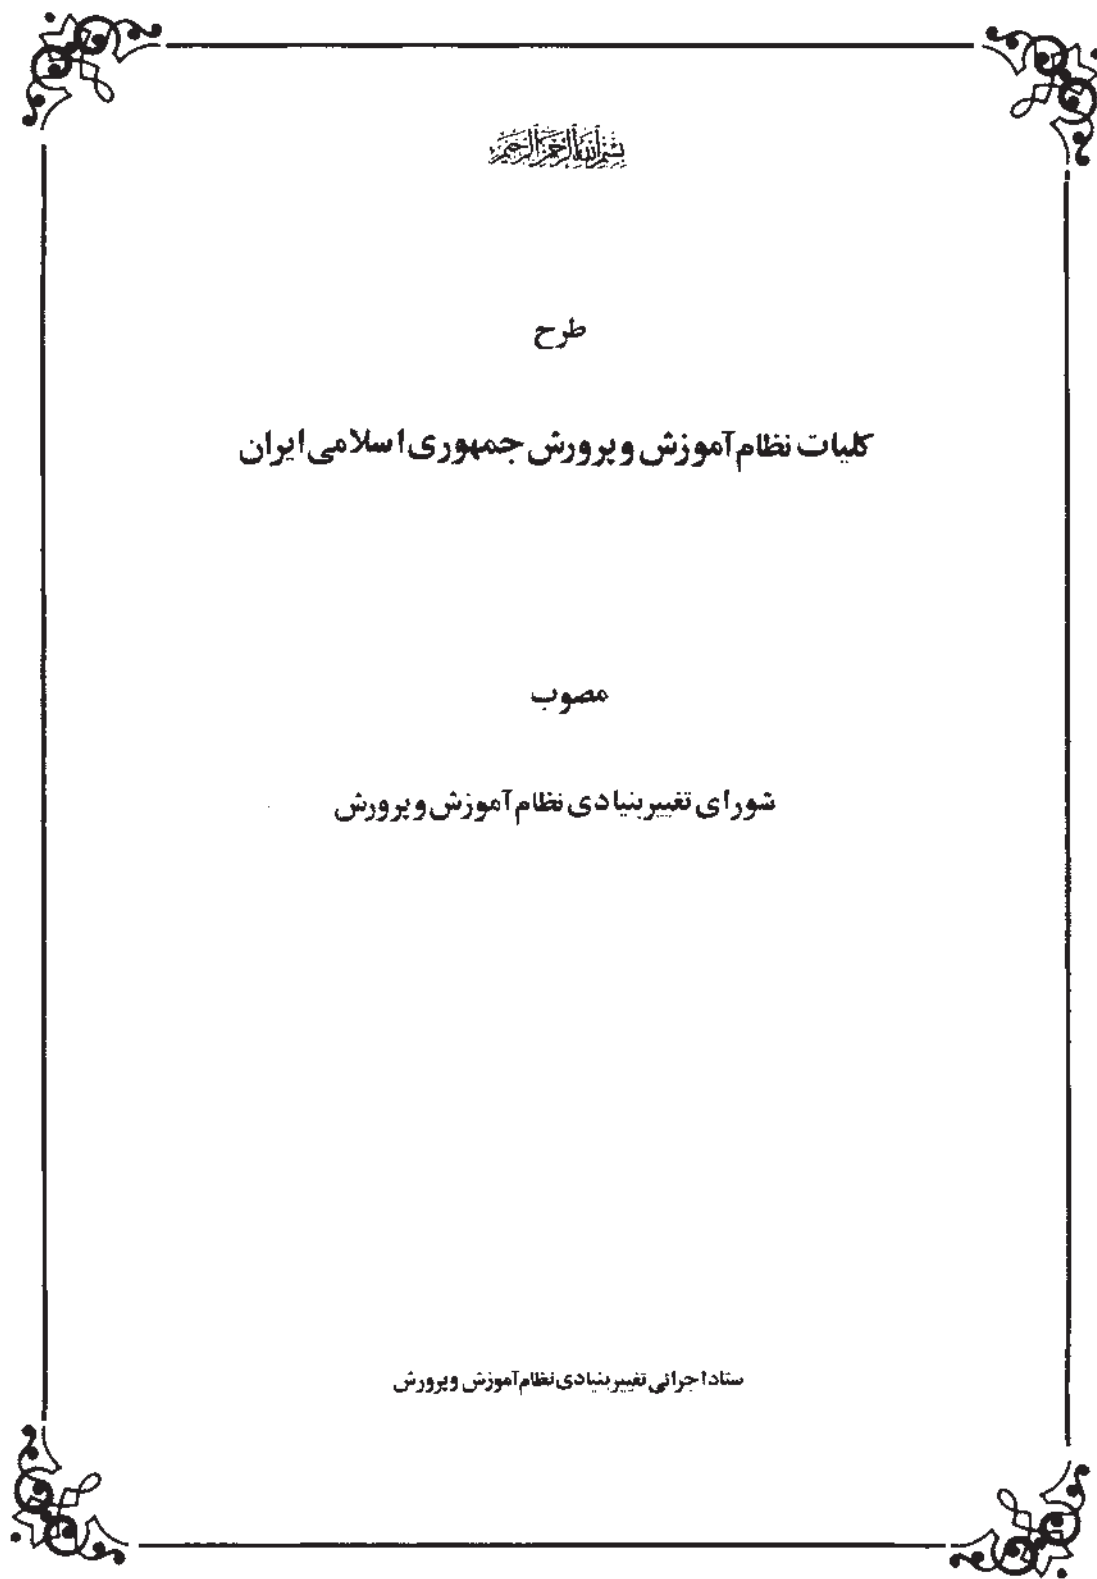 بسم الله الرحمن الرحیم
طرح
کلیات نظام آموزش و پرورش جمهوری اسلامی ایران
مصوب
شورای تغییر بنیادی نظام آموزش و پرورش
ستاد اجرائی تغییر بنیادی نظام آموزش و پرورش